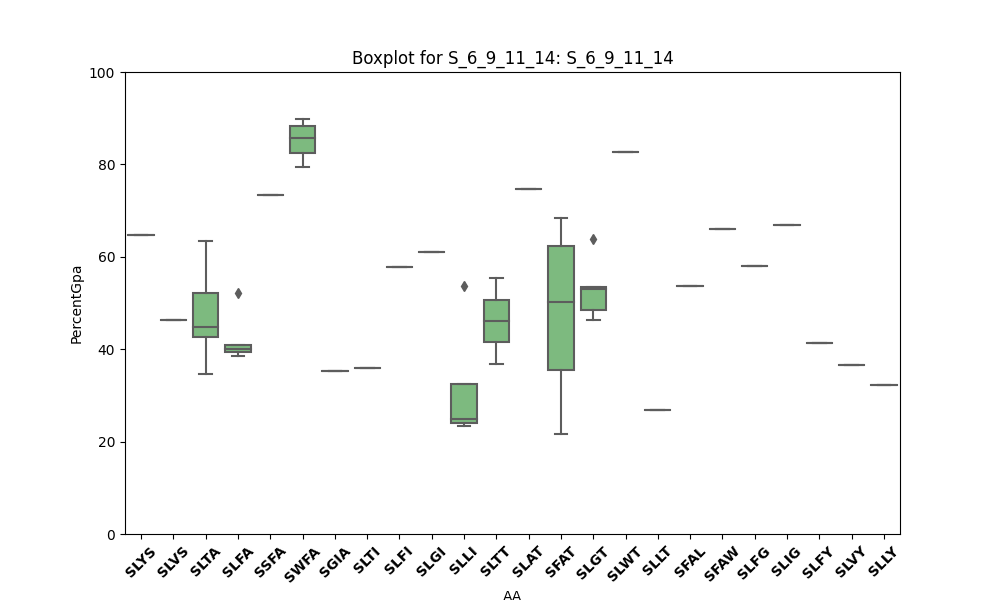 Boxplot for S_6_9_11_14: S_6_9_11_14
PercentGpa
100
80
60
40
20
0
SLYS SLVS SLTA SLFA SSFA SWFA SGIA SLTI SLFI SLGI SLLI SLTT SLAT SFAT SLGT SLWT SLLT SFAL SFAW SLFG SLIG SLFY SLVY SLLY
AA